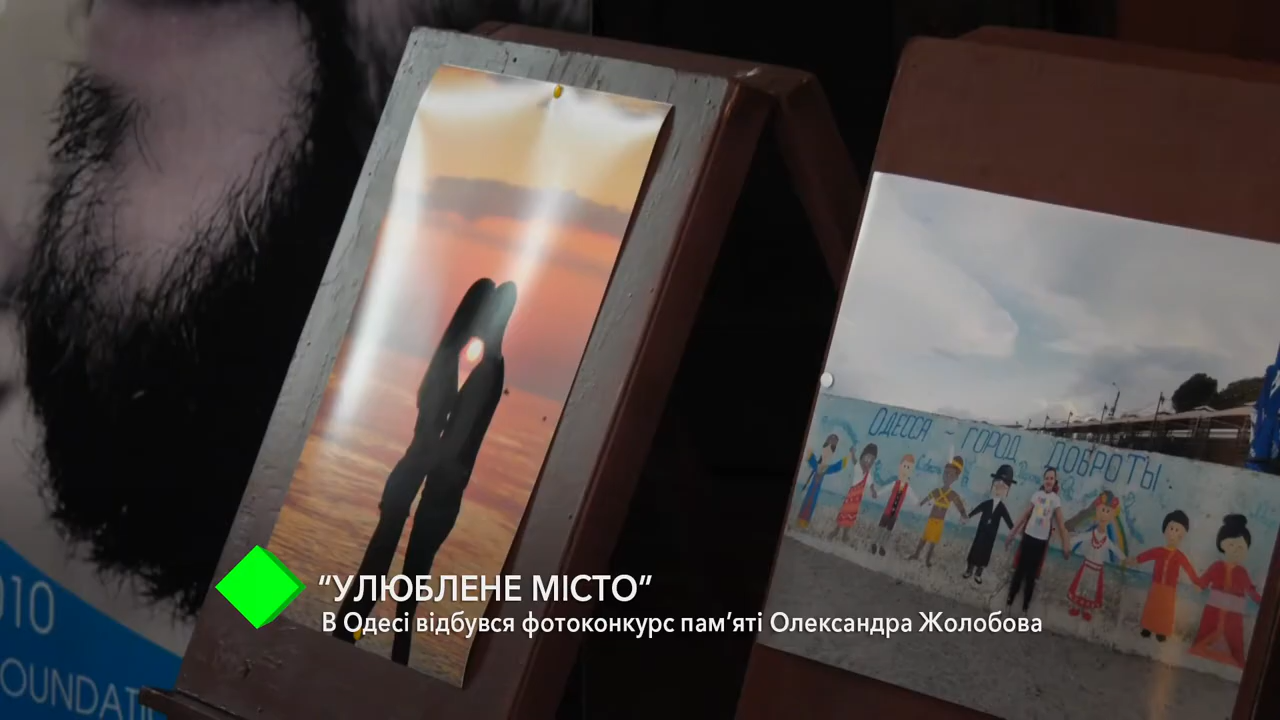 ОДЕССА - ГОРОД ДОБРОТЫ
010
OUNDATI
“УЛЮБЛЕНЕ МІСТО”
В Одесі відбувся фотоконкурс пам’яті Олександра Жолобова